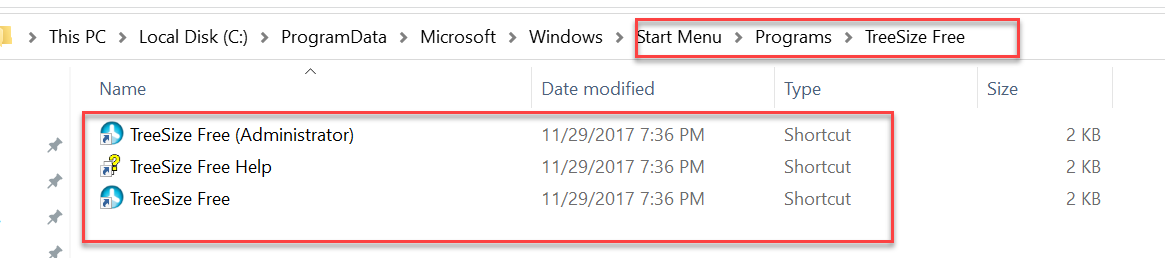 This PC > Local Disk (C:) > ProgramData > Microsoft > Windows > Start Menu > Programs > TreeSize Free
Name Date modified Type Size
TreeSize Free (Administrator) 11/29/2017 7:36 PM Shortcut 2 KB
TreeSize Free Help 11/29/2017 7:36 PM Shortcut 2 KB
TreeSize Free 11/29/2017 7:36 PM Shortcut 2 KB